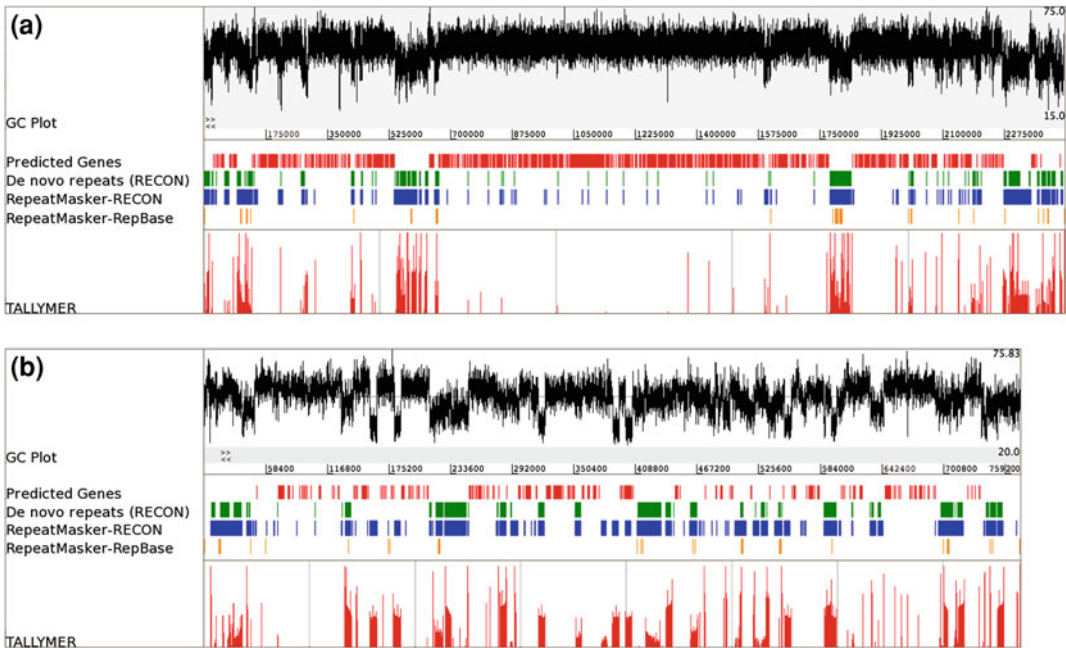 (a)
75.0
>>
GC Plot
15.0
<<
175000 350000 525000 700000 875000 1050000 1225000 1400000 1575000 1750000 1925000 2100000 2275000
Predicted Genes
De novo repeats (RECON)
RepeatMasker-RECON
RepeatMasker-RepBase
TALLYMER
(b)
75.83
>>
GC Plot
20.0
<<
58400 116800 175200 233600 292000 350400 408800 467200 525600 584000 642400 700800 759200
Predicted Genes
De novo repeats (RECON)
RepeatMasker-RECON
RepeatMasker-RepBase
TALLYMER